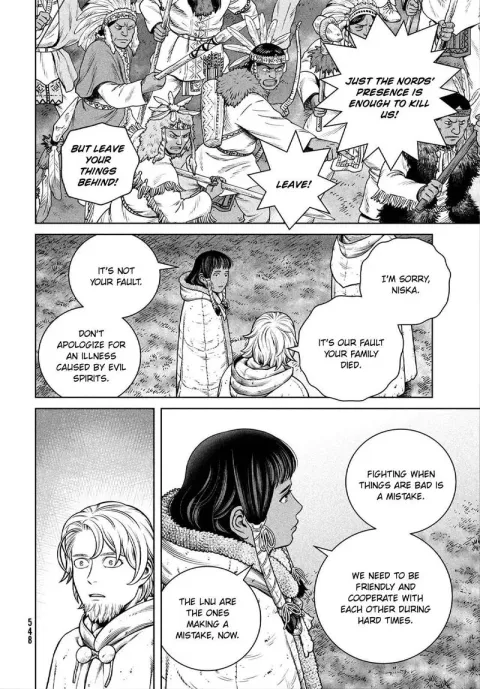 JUST THE NORDS'
PRESENCE IS
ENOUGH TO KILL
US!
LEAVE!
BUT LEAVE
YOUR
THINGS
BEHIND!
I'M SORRY,
NISKA.
IT'S OUR FAULT
YOUR FAMILY
DIED.
IT'S NOT
YOUR FAULT.
DON'T
APOLOGIZE FOR
AN ILLNESS
CAUSED BY EVIL
SPIRITS.
FIGHTING WHEN
THINGS ARE BAD IS
A MISTAKE.
WE NEED TO BE
FRIENDLY AND
COOPERATE WITH
EACH OTHER DURING
HARD TIMES.
THE LNU ARE
THE ONES
MAKING A
MISTAKE, NOW.
548